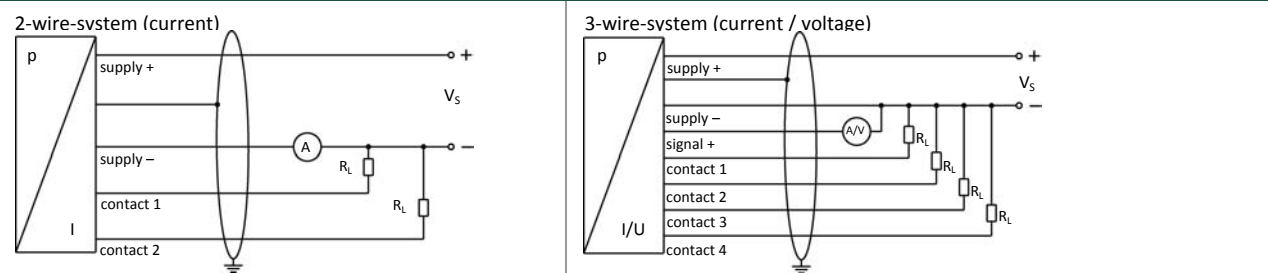 2-wire-system (current)
p
supply +
+
V_S
supply –
A
–
R_L
contact 1
R_L
I
contact 2
3-wire-system (current / voltage)
p
supply +
+
V_S
–
supply –
A/V
signal +
R_L
contact 1
R_L
contact 2
R_L
contact 3
R_L
I/U
contact 4